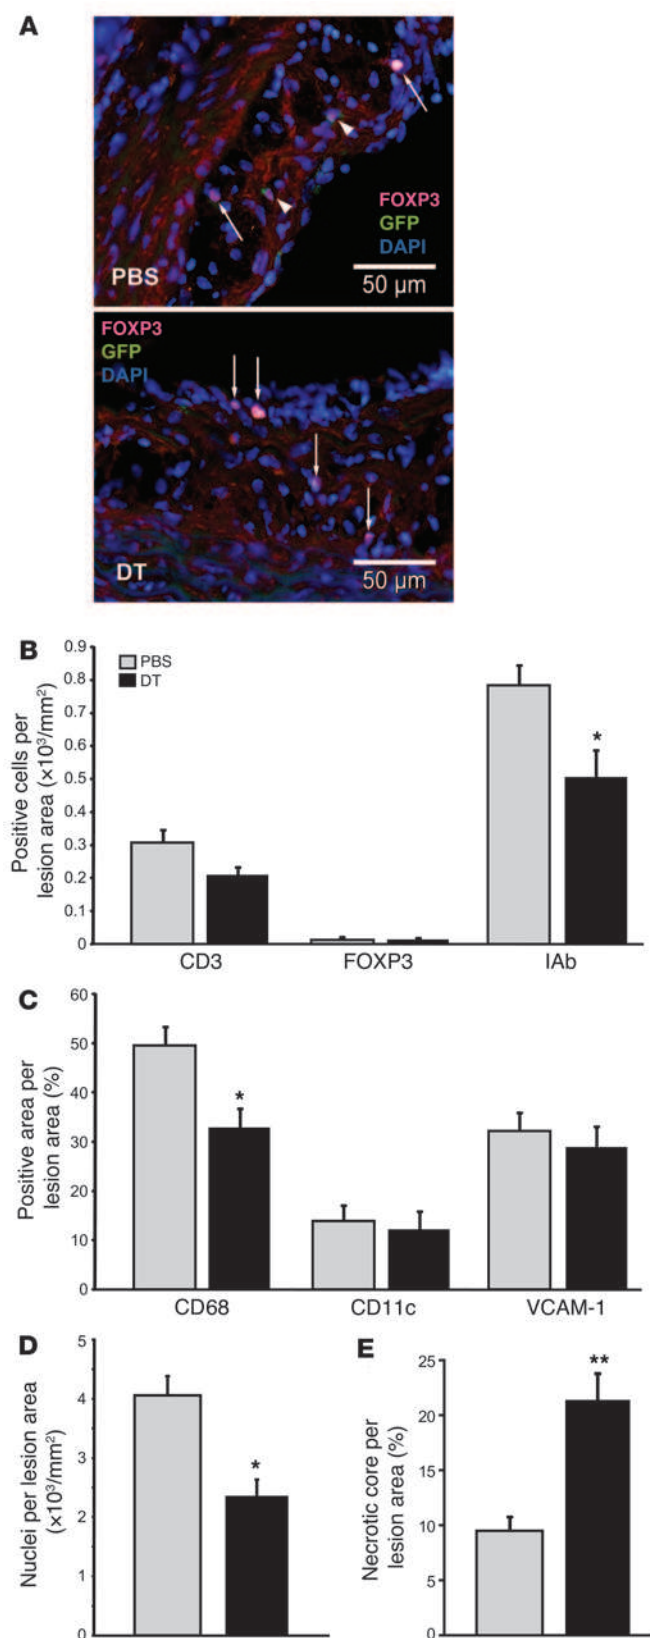 A
FOXP3
GFP
DAPI
PBS
50 µm
FOXP3
GFP
DAPI
DT
50 µm
B
Positive cells per
lesion area (×10³/mm²)
0.9
0.8
0.7
0.6
0.5
0.4
0.3
0.2
0.1
0
PBS
DT
*
CD3 FOXP3 IAb
C
Positive area per
lesion area (%)
60
50
40
30
20
10
0
*
CD68 CD11c VCAM-1
D
Nuclei per lesion area
(×10³/mm²)
5
4
3
2
1
0
*
E
Necrotic core per
lesion area (%)
25
20
15
10
5
0
**